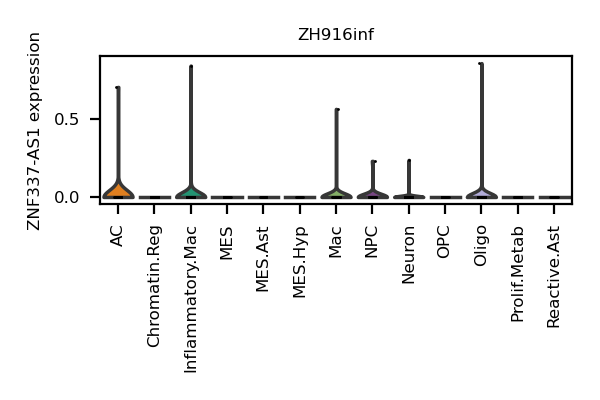 ZH916inf
ZNF337-AS1 expression
0.5
0.0
AC
Chromatin.Reg
Inflammatory.Mac
MES
MES.Ast
MES.Hyp
Mac
NPC
Neuron
OPC
Oligo
Prolif.Metab
Reactive.Ast